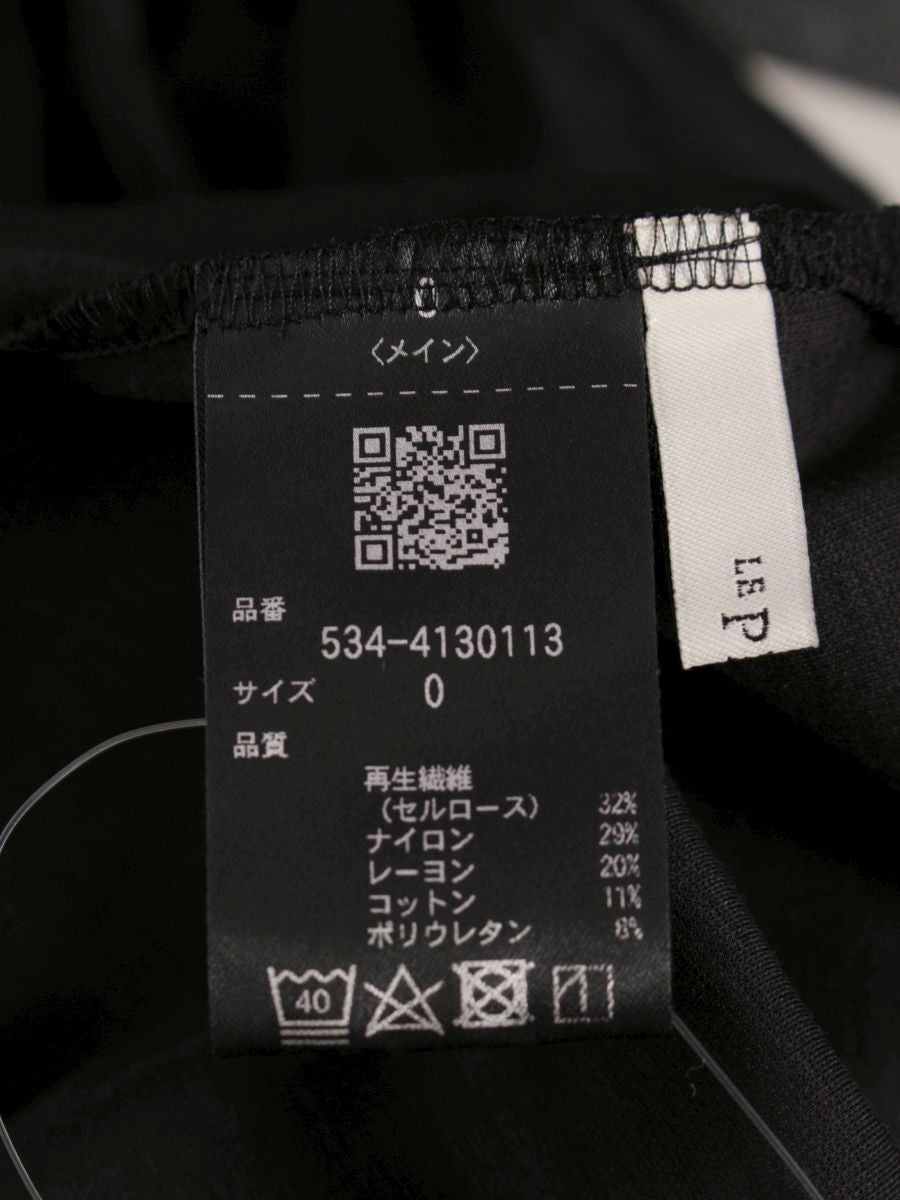 0
〈メイン〉
品番
534-4130113
サイズ 0
品質
再生繊維
(セルロース) 32%
ナイロン 29%
レーヨン 20%
コットン 11%
ポリウレタン 8%
40
LE P